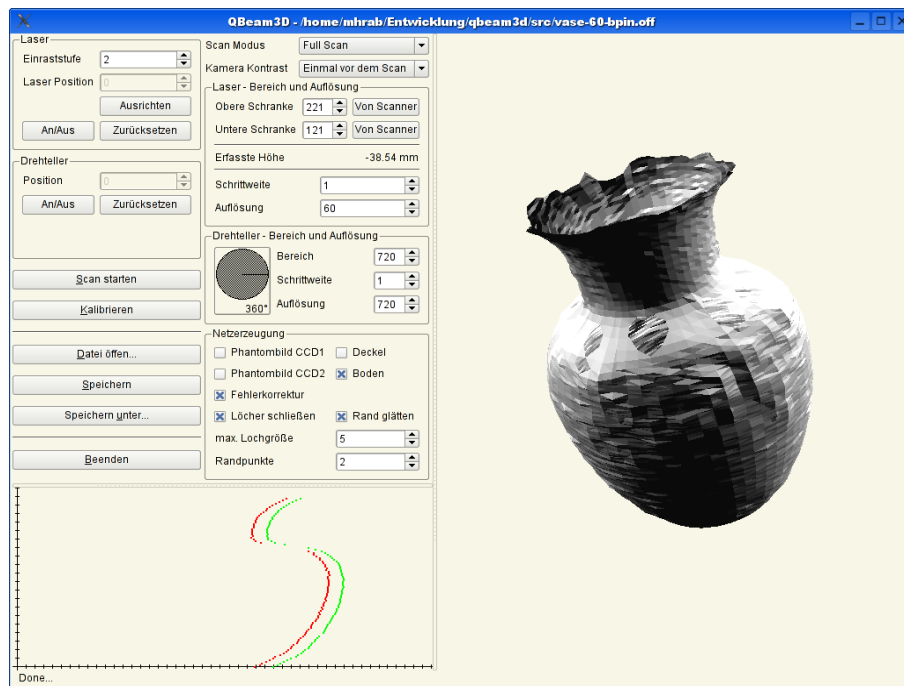 QBeam3D - /home/mhrab/Entwicklung/qbeam3d/src/vase-60-bpin.off
Laser
Einraststufe 2
Laser Position 0
Ausrichten
An/Aus Zurücksetzen
Drehteller
Position 0
An/Aus Zurücksetzen
Scan starten
Kalibrieren
Datei öffen...
Speichern
Speichern unter...
Beenden
Scan Modus Full Scan
Kamera Kontrast Einmal vor dem Scan
Laser - Bereich und Auflösung
Obere Schranke 221 Von Scanner
Untere Schranke 121 Von Scanner
Erfasste Höhe -38.54 mm
Schrittweite 1
Auflösung 60
Drehteller - Bereich und Auflösung
Bereich 720
Schrittweite 1
Auflösung 720
360°
Netzerzeugung
Phantombild CCD1 Deckel
Phantombild CCD2 Boden
Fehlerkorrektur
Löcher schließen Rand glätten
max. Lochgröße 5
Randpunkte 2
Done...